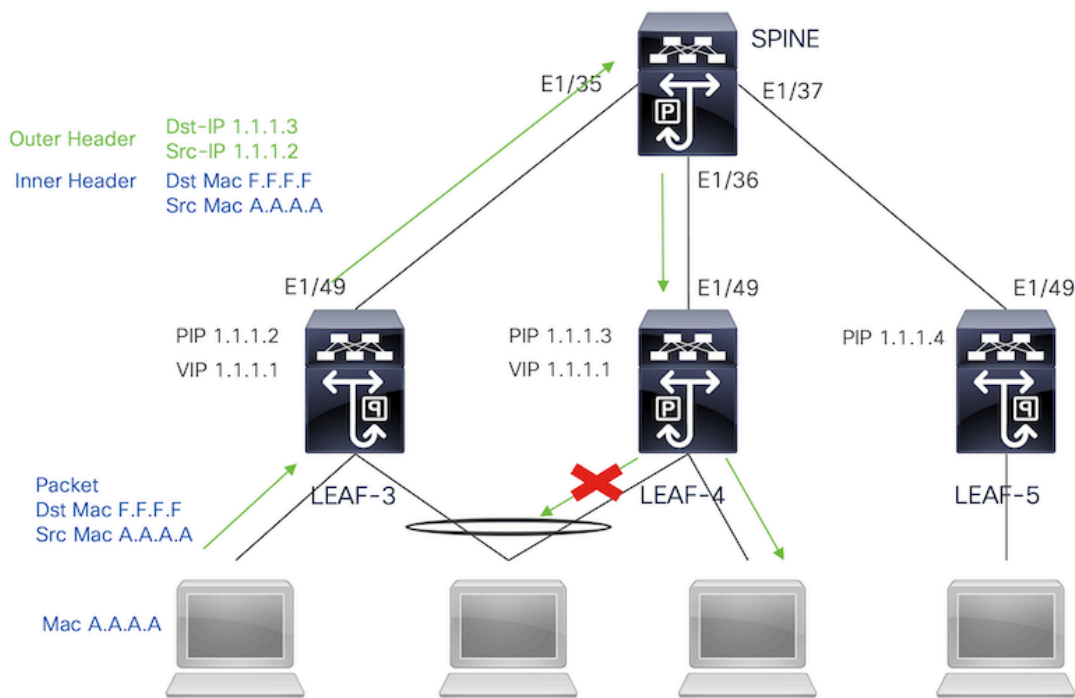 SPINE
E1/35
E1/37
Outer Header
Dst-IP 1.1.1.3
Src-IP 1.1.1.2
Inner Header
Dst Mac F.F.F.F
Src Mac A.A.A.A
P
E1/36
E1/49
E1/49
E1/49
PIP 1.1.1.2
VIP 1.1.1.1
PIP 1.1.1.3
VIP 1.1.1.1
PIP 1.1.1.4
P
P
P
Packet
Dst Mac F.F.F.F
Src Mac A.A.A.A
LEAF-3
LEAF-4
LEAF-5
Mac A.A.A.A